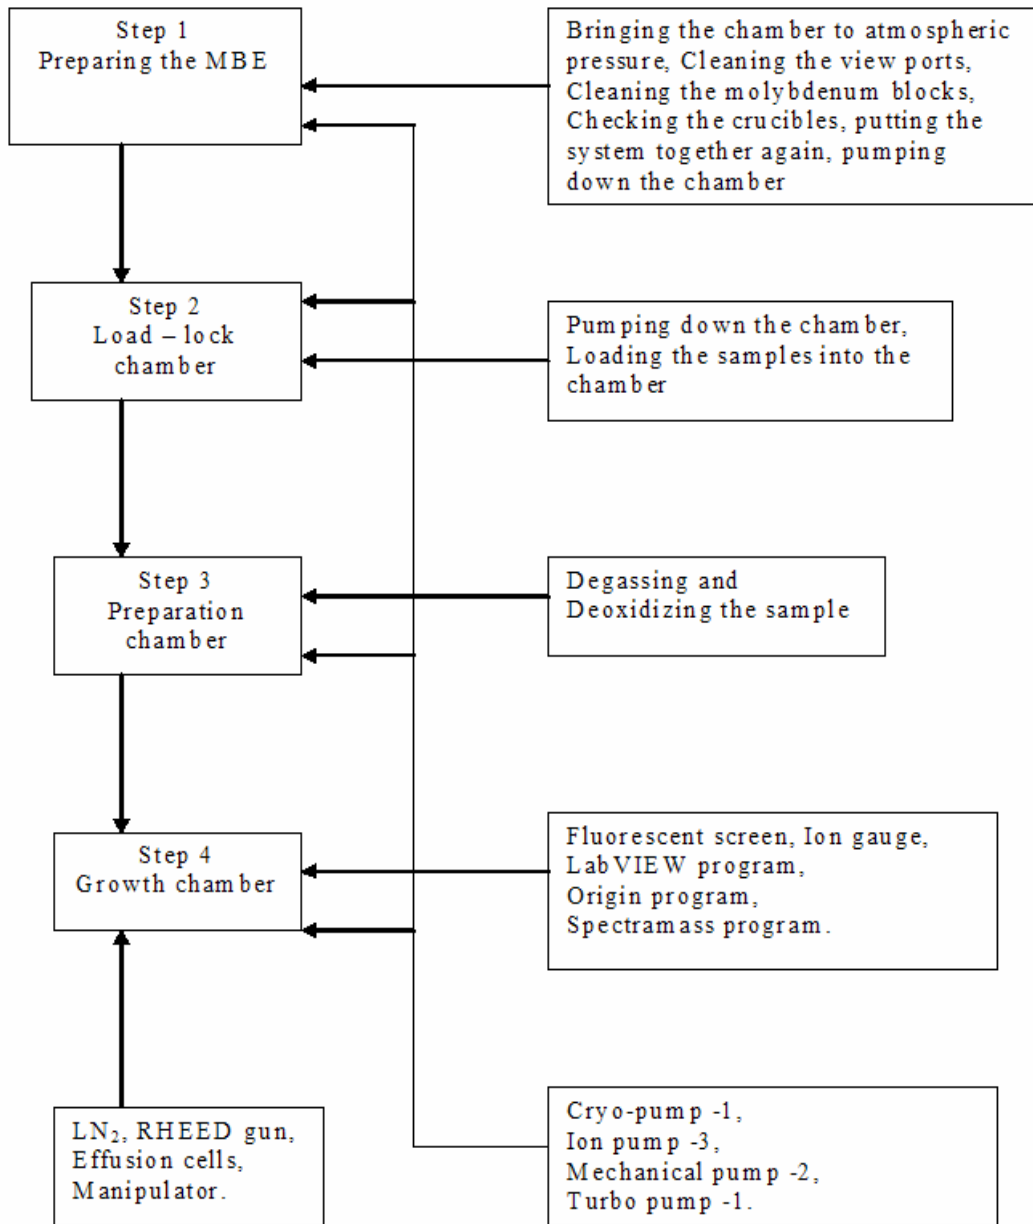 Step 1
Preparing the MBE
Bringing the chamber to atmospheric
pressure, Cleaning the view ports,
Cleaning the molybdenum blocks,
Checking the crucibles, putting the
system together again, pumping
down the chamber
Step 2
Load – lock
chamber
Pumping down the chamber,
Loading the samples into the
chamber
Step 3
Preparation
chamber
Degassing and
Deoxidizing the sample
Step 4
Growth chamber
Fluorescent screen, Ion gauge,
LabVIEW program,
Origin program,
Spectramass program.
LN₂, RHEED gun,
Effusion cells,
Manipulator.
Cryo-pump -1,
Ion pump -3,
Mechanical pump -2,
Turbo pump -1.